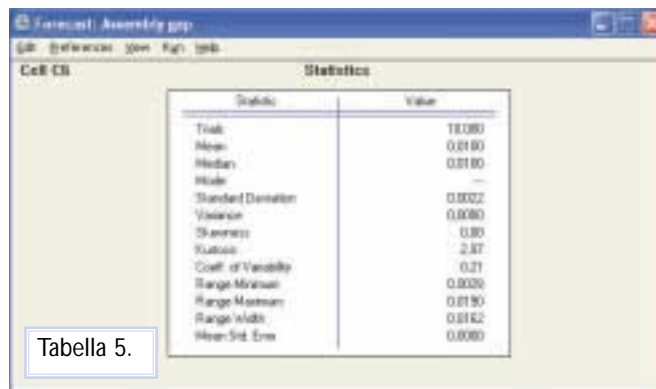 Forecast: Assembly gap
Edit Preferences View Run Help
Cell C6 Statistics
Statistic Value
Trials 10.000
Mean 0.0100
Median 0.0100
Mode ---
Standard Deviation 0.0022
Variance 0.0000
Skewness 0.00
Kurtosis 2.97
Coeff. of Variability 0.21
Range Minimum 0.0028
Range Maximum 0.0190
Range Width 0.0162
Mean Std. Error 0.0000
Tabella 5.